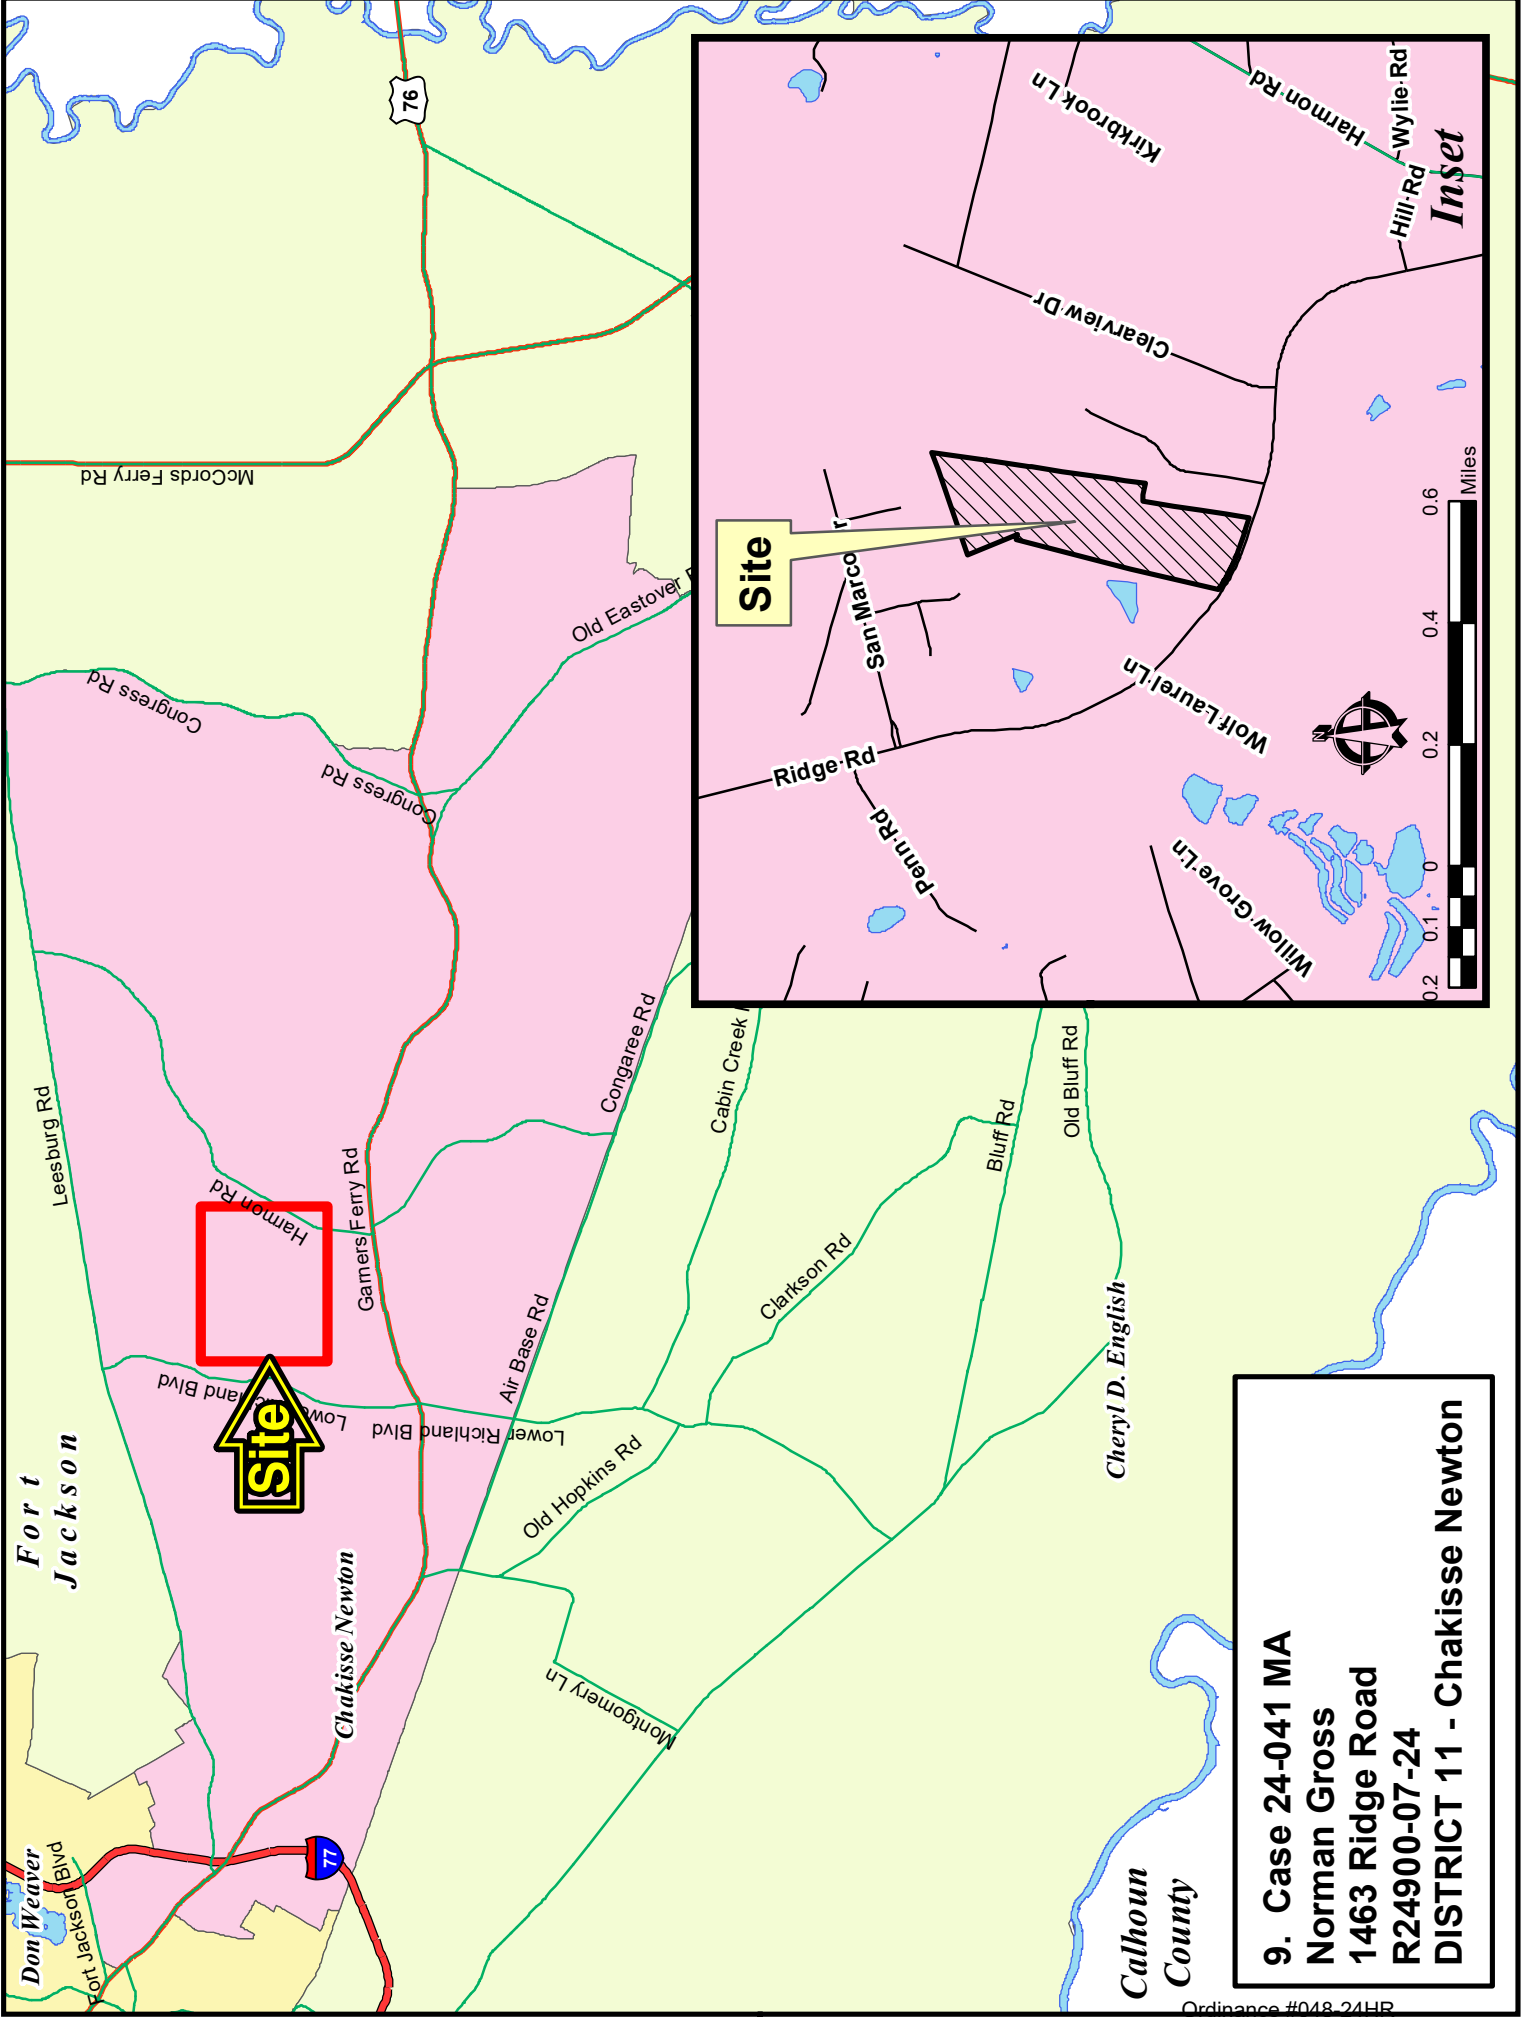 Fort
Jackson
Don Weaver
Fort Jackson Blvd
77
Chakisse Newton
Leesburg Rd
Site
Lower Richland Blvd
Harmon Rd
Garners Ferry Rd
Congress Rd
Congress Rd
McCords Ferry Rd
76
Old Eastover
Congaree Rd
Air Base Rd
Lower Richland Blvd
Old Hopkins Rd
Montgomery Ln
Cabin Creek
Clarkson Rd
Bluff Rd
Old Bluff Rd
Cheryl D. English
Calhoun
County
Site
San Marco
Ridge Rd
Penn Rd
Wolf Laurel Ln
Willow Grove Ln
Clearview Dr
Kirkbrook Ln
Harmon Rd
Wylie Rd
Hill Rd
Inset
N
0.2 0.1 0 0.2 0.4 0.6
Miles
9. Case 24-041 MA
Norman Gross
1463 Ridge Road
R24900-07-24
DISTRICT 11 - Chakisse Newton
Ordinance #048-24HR